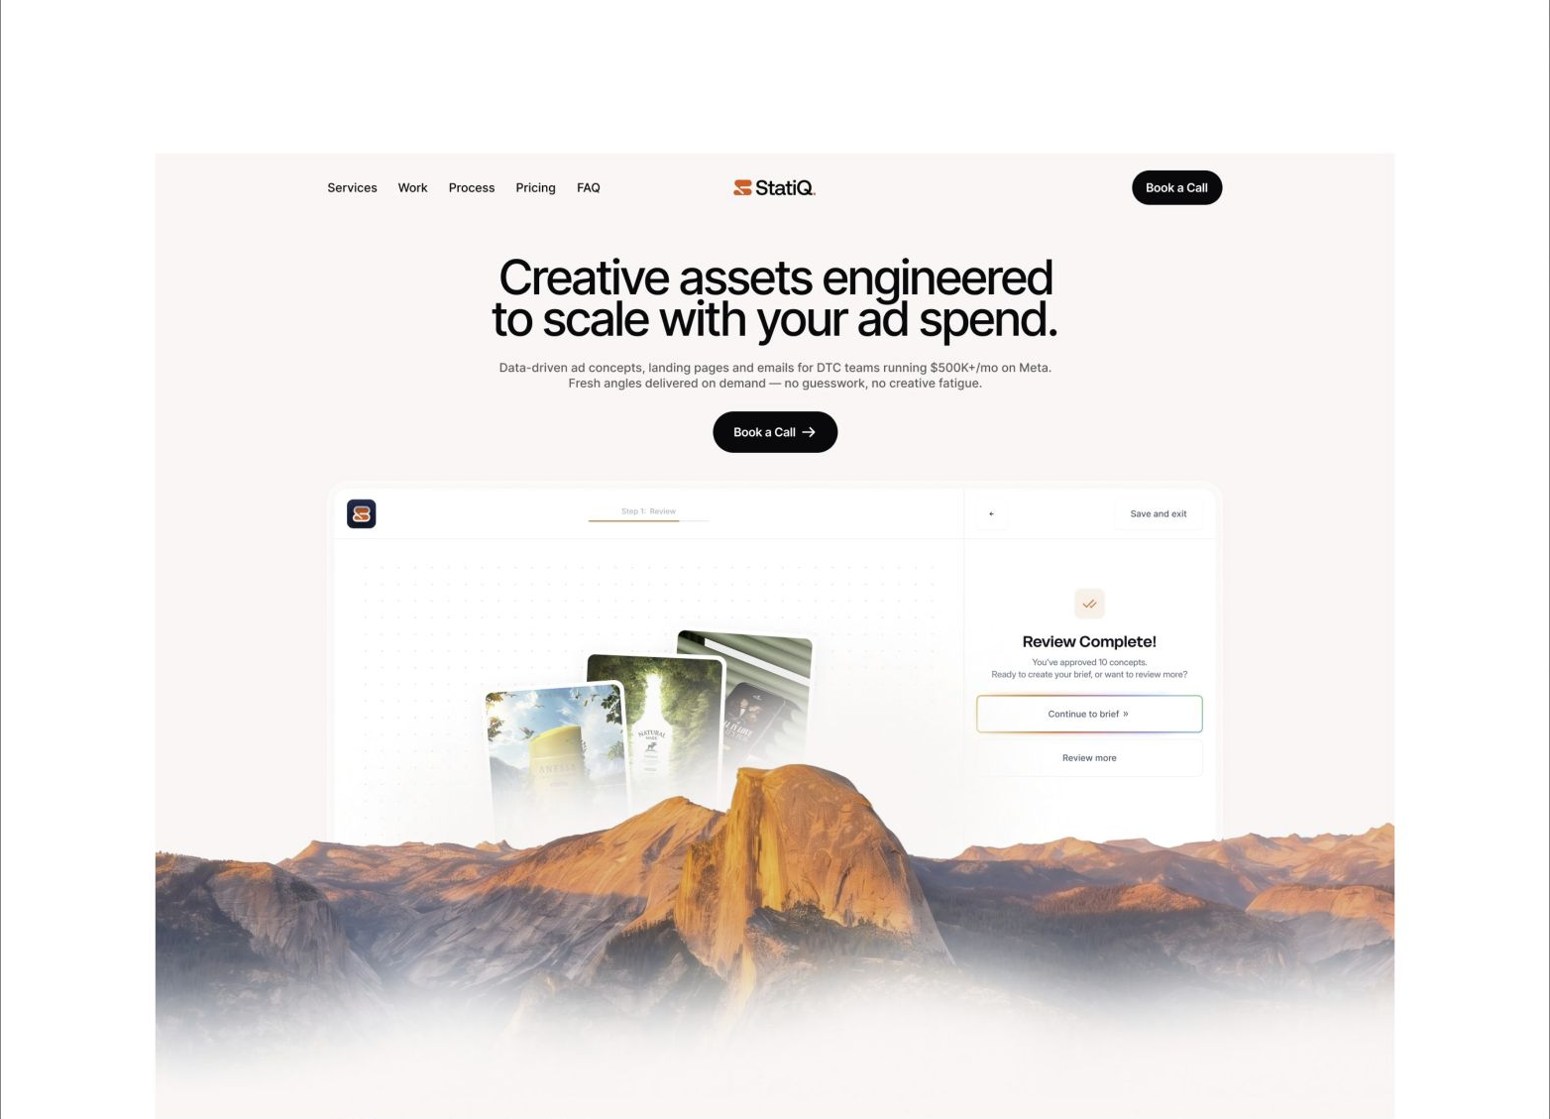 Services Work Process Pricing FAQ
StatiQ
Book a Call
Creative assets engineered
to scale with your ad spend.
Data-driven ad concepts, landing pages and emails for DTC teams running $500K+/mo on Meta.
Fresh angles delivered on demand — no guesswork, no creative fatigue.
Book a Call →
Step 1: Review
+
Save and exit
Review Complete!
You've approved 10 concepts.
Ready to create your brief, or want to review more?
Continue to brief »
Review more
NATURAL